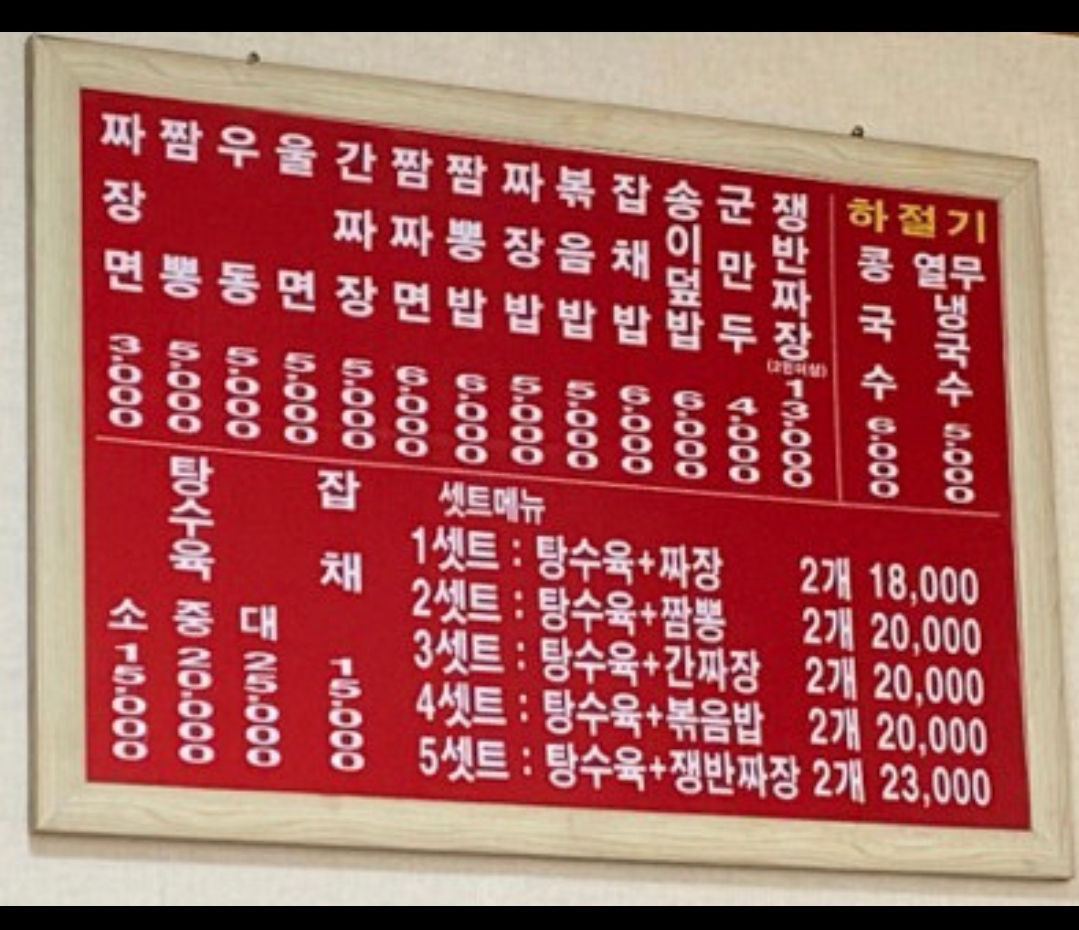 짜장면 3,000
짬뽕 5,000
우동 5,000
울면 5,000
간짜장 5,000
짬짜면 6,000
짬뽕밥 6,000
짜장밥 5,000
볶음밥 5,000
잡채밥 6,000
송이덮밥 6,000
군만두 4,000
쟁반짜장 (2인이상) 13,000
하절기
콩국수 6,000
열무냉국수 5,000
탕수육
소 15,000
중 20,000
대 25,000
잡채 15,000
셋트메뉴
1셋트 : 탕수육+짜장 2개 18,000
2셋트 : 탕수육+짬뽕 2개 20,000
3셋트 : 탕수육+간짜장 2개 20,000
4셋트 : 탕수육+볶음밥 2개 20,000
5셋트 : 탕수육+쟁반짜장 2개 23,000